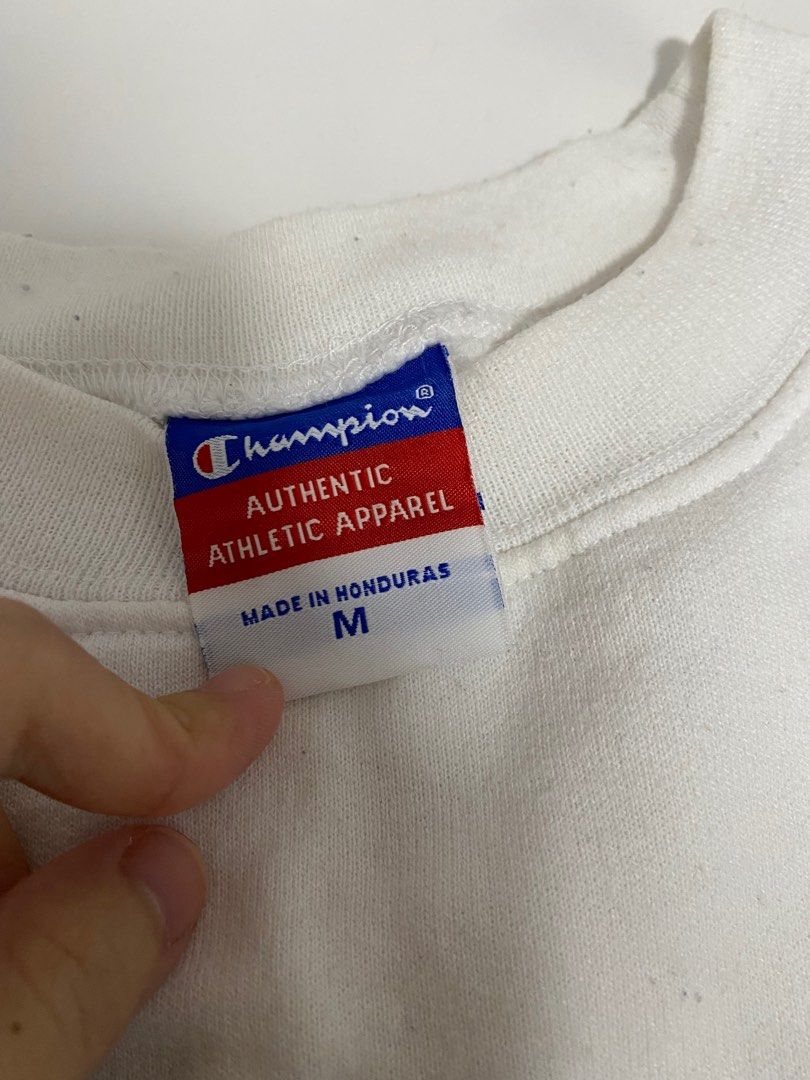 Champion®
AUTHENTIC
ATHLETIC APPAREL
MADE IN HONDURAS
M